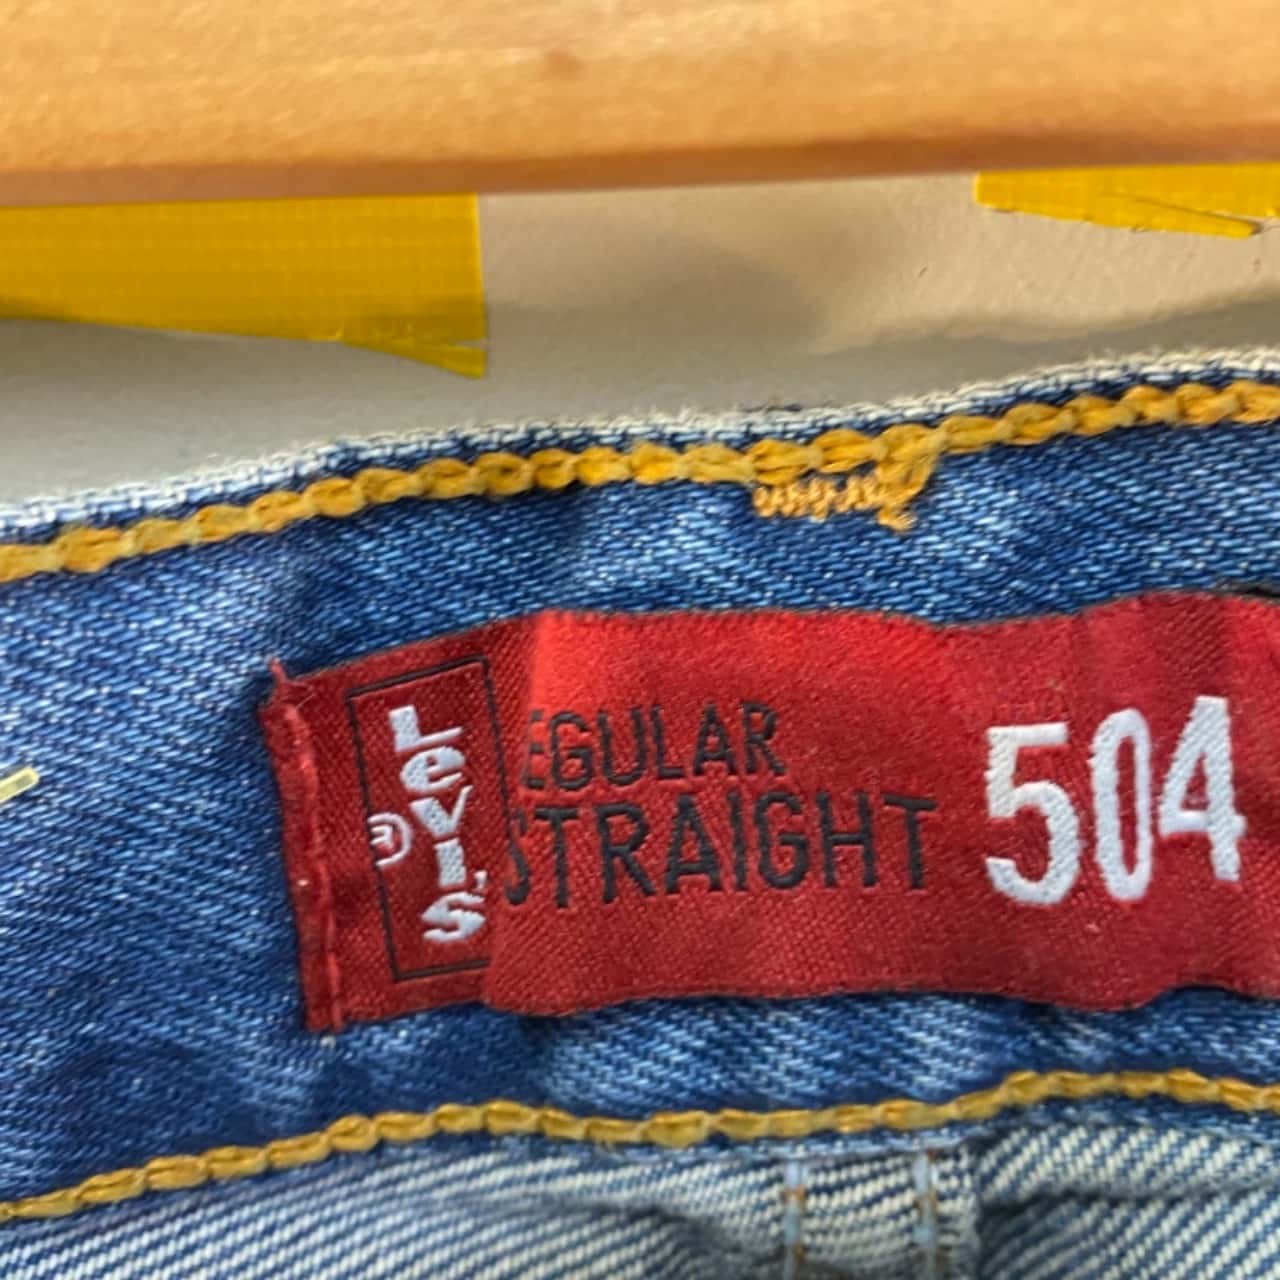 LeVI'S
®
EGULAR
STRAIGHT
504